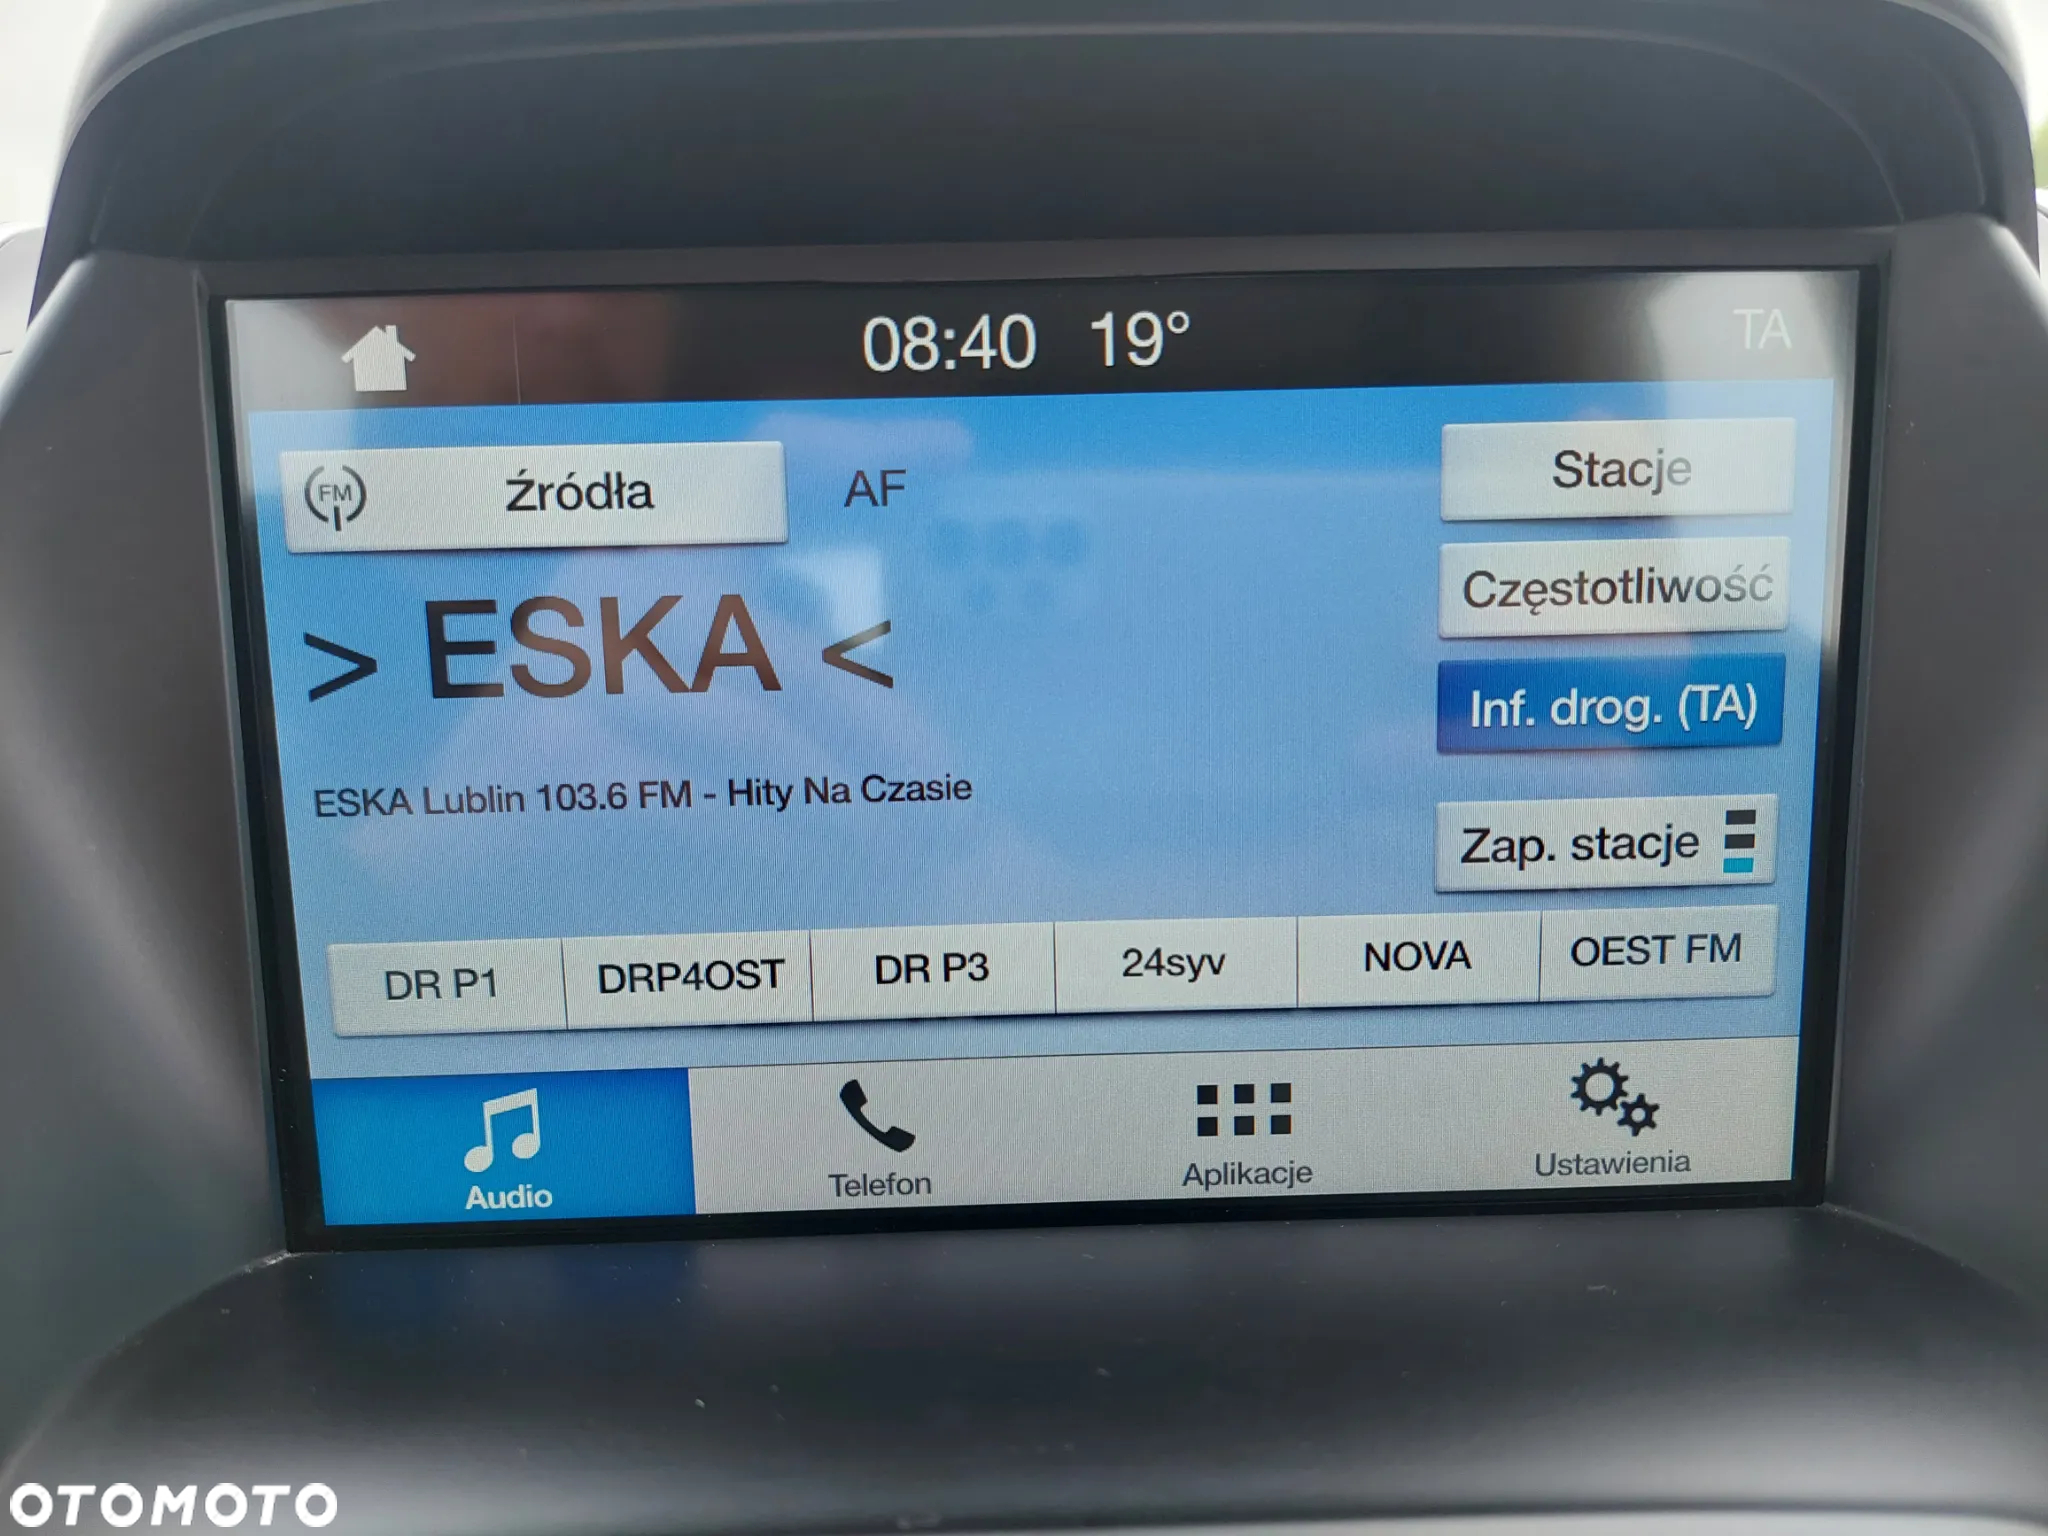 08:40 19° TA
FM Źródła AF Stacje
Częstotliwość
> ESKA <
Inf. drog. (TA)
ESKA Lublin 103.6 FM - Hity Na Czasie
Zap. stacje
DR P1 DRP4OST DR P3 24syv NOVA OEST FM
Audio Telefon Aplikacje Ustawienia
OTOMOTO